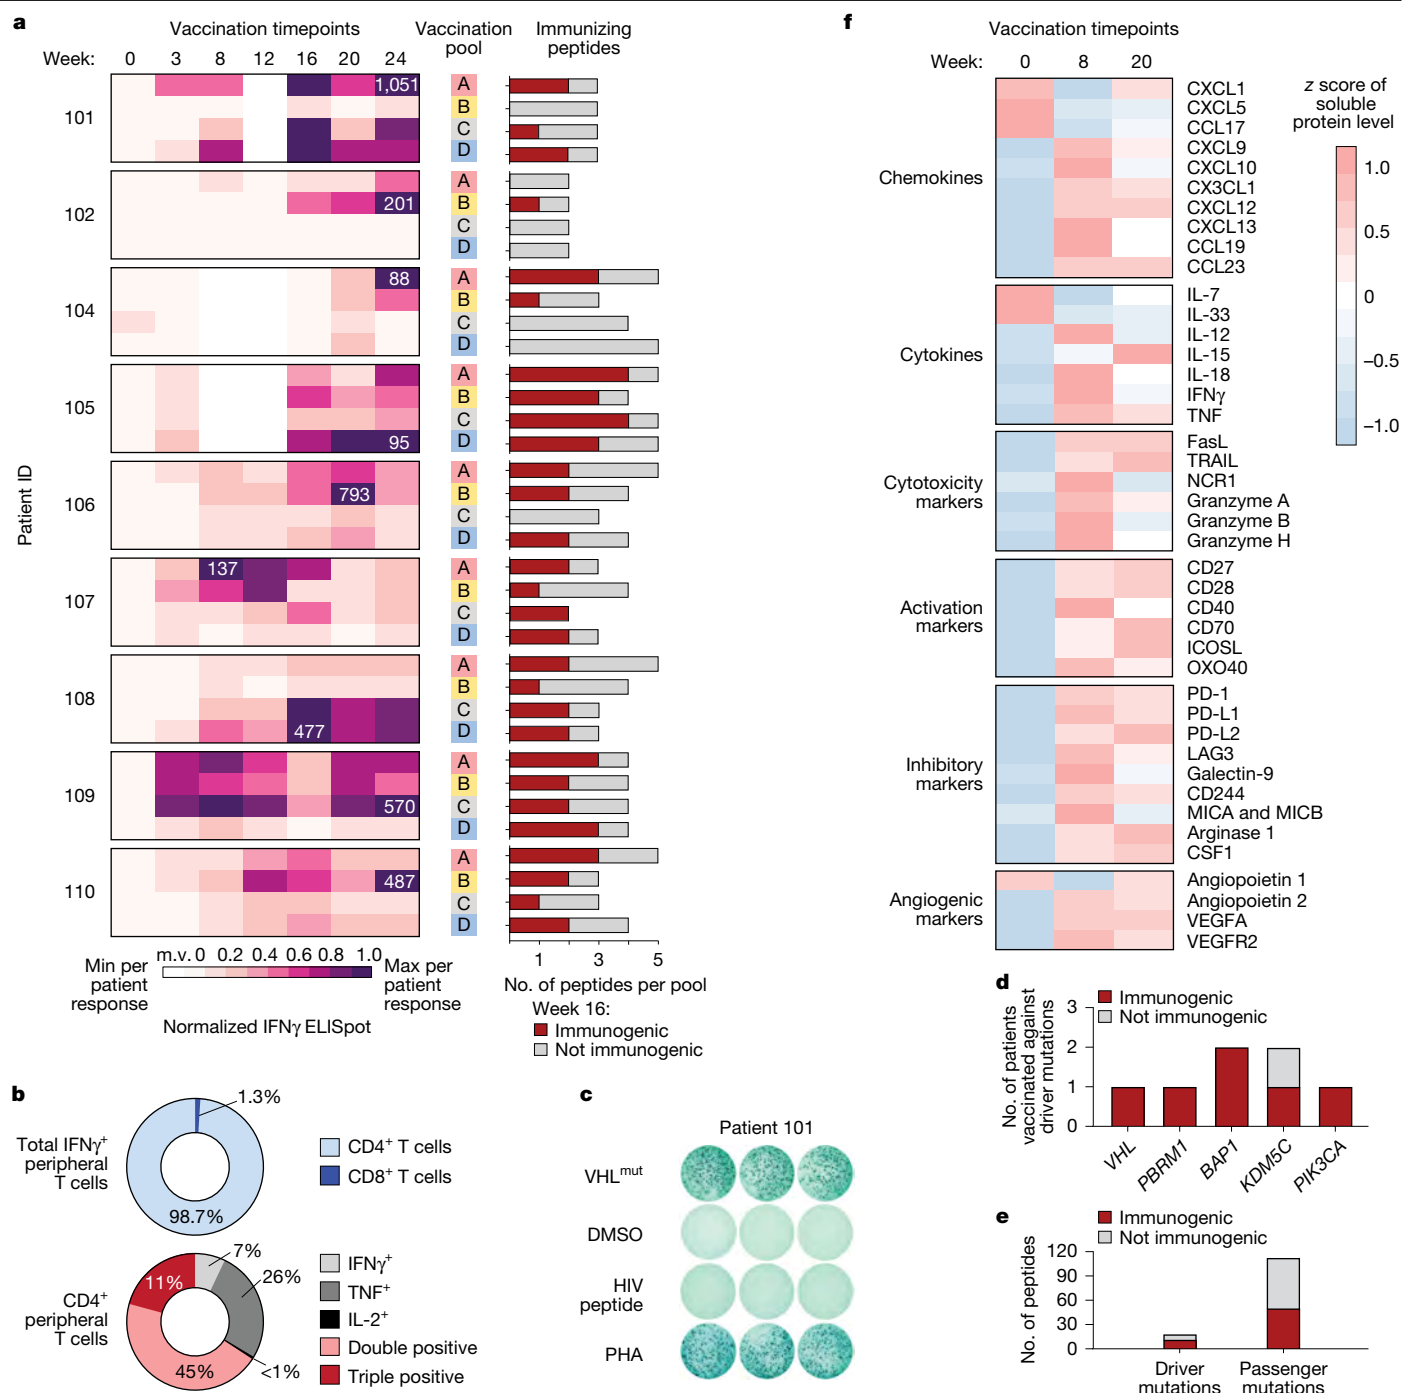 a
Vaccination timepoints
Week: 0 3 8 12 16 20 24
Vaccination
pool
Immunizing
peptides
Patient ID
101
1,051
A
B
C
D
102
201
A
B
C
D
104
88
A
B
C
D
105
95
A
B
C
D
106
793
A
B
C
D
107
137
A
B
C
D
108
477
A
B
C
D
109
570
A
B
C
D
110
487
A
B
C
D
m.v. 0 0.2 0.4 0.6 0.8 1.0
Min per
patient
response
Max per
patient
response
Normalized IFNγ ELISpot
1 3 5
No. of peptides per pool
Week 16:
Immunogenic
Not immunogenic
f
Vaccination timepoints
Week: 0 8 20
z score of
soluble
protein level
1.0
0.5
0
–0.5
–1.0
Chemokines
CXCL1
CXCL5
CCL17
CXCL9
CXCL10
CX3CL1
CXCL12
CXCL13
CCL19
CCL23
Cytokines
IL-7
IL-33
IL-12
IL-15
IL-18
IFNγ
TNF
Cytotoxicity
markers
FasL
TRAIL
NCR1
Granzyme A
Granzyme B
Granzyme H
Activation
markers
CD27
CD28
CD40
CD70
ICOSL
OXO40
Inhibitory
markers
PD-1
PD-L1
PD-L2
LAG3
Galectin-9
CD244
MICA and MICB
Arginase 1
CSF1
Angiogenic
markers
Angiopoietin 1
Angiopoietin 2
VEGFA
VEGFR2
b
Total IFNγ+
peripheral
T cells
1.3%
98.7%
CD4+ T cells
CD8+ T cells
CD4+
peripheral
T cells
7%
26%
<1%
45%
11%
IFNγ+
TNF+
IL-2+
Double positive
Triple positive
c
Patient 101
VHLmut
DMSO
HIV
peptide
PHA
d
No. of patients
vaccinated against
driver mutations
3
2
1
0
Immunogenic
Not immunogenic
VHL
PBRM1
BAP1
KDM5C
PIK3CA
e
No. of peptides
120
90
60
30
0
Immunogenic
Not immunogenic
Driver
mutations
Passenger
mutations